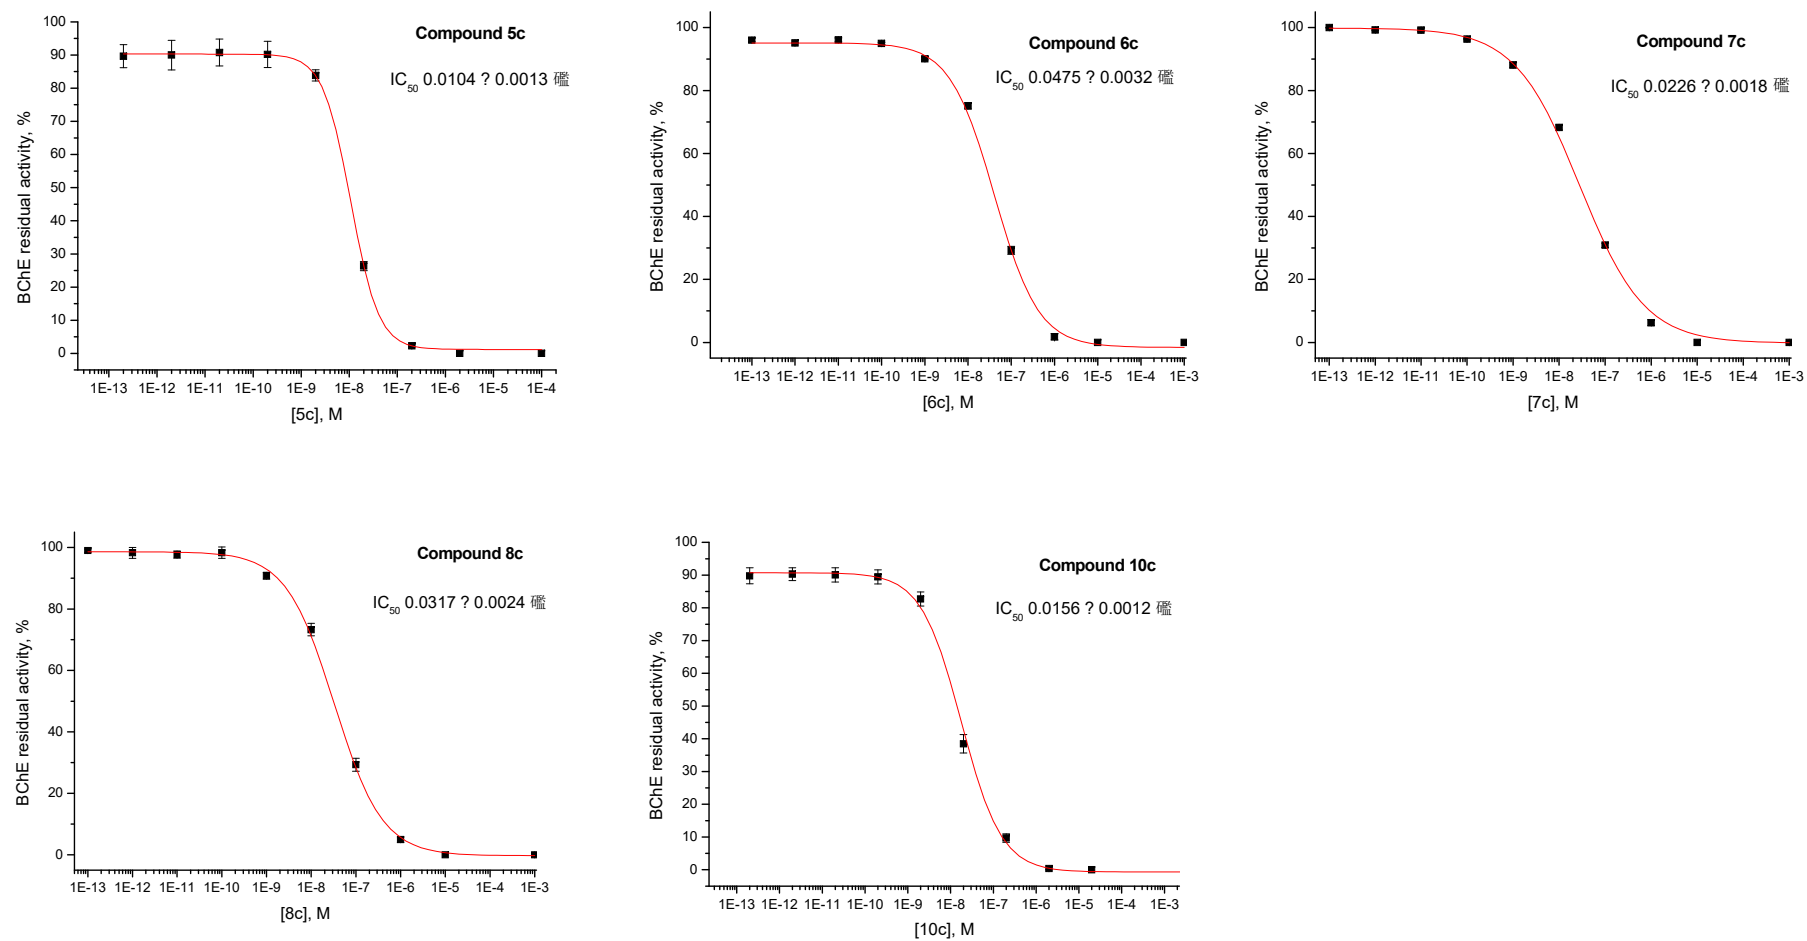 Compound 5c
IC50 0.0104 ? 0.0013 礛
BChE residual activity, %
100
90
80
70
60
50
40
30
20
10
0
1E-13 1E-12 1E-11 1E-10 1E-9 1E-8 1E-7 1E-6 1E-5 1E-4
[5c], M
Compound 6c
IC50 0.0475 ? 0.0032 礛
BChE residual activity, %
100
80
60
40
20
0
1E-13 1E-12 1E-11 1E-10 1E-9 1E-8 1E-7 1E-6 1E-5 1E-4 1E-3
[6c], M
Compound 7c
IC50 0.0226 ? 0.0018 礛
BChE residual activity, %
100
80
60
40
20
0
1E-13 1E-12 1E-11 1E-10 1E-9 1E-8 1E-7 1E-6 1E-5 1E-4 1E-3
[7c], M
Compound 8c
IC50 0.0317 ? 0.0024 礛
BChE residual activity, %
100
80
60
40
20
0
1E-13 1E-12 1E-11 1E-10 1E-9 1E-8 1E-7 1E-6 1E-5 1E-4 1E-3
[8c], M
Compound 10c
IC50 0.0156 ? 0.0012 礛
BChE residual activity, %
100
90
80
70
60
50
40
30
20
10
0
1E-13 1E-12 1E-11 1E-10 1E-9 1E-8 1E-7 1E-6 1E-5 1E-4 1E-3
[10c], M